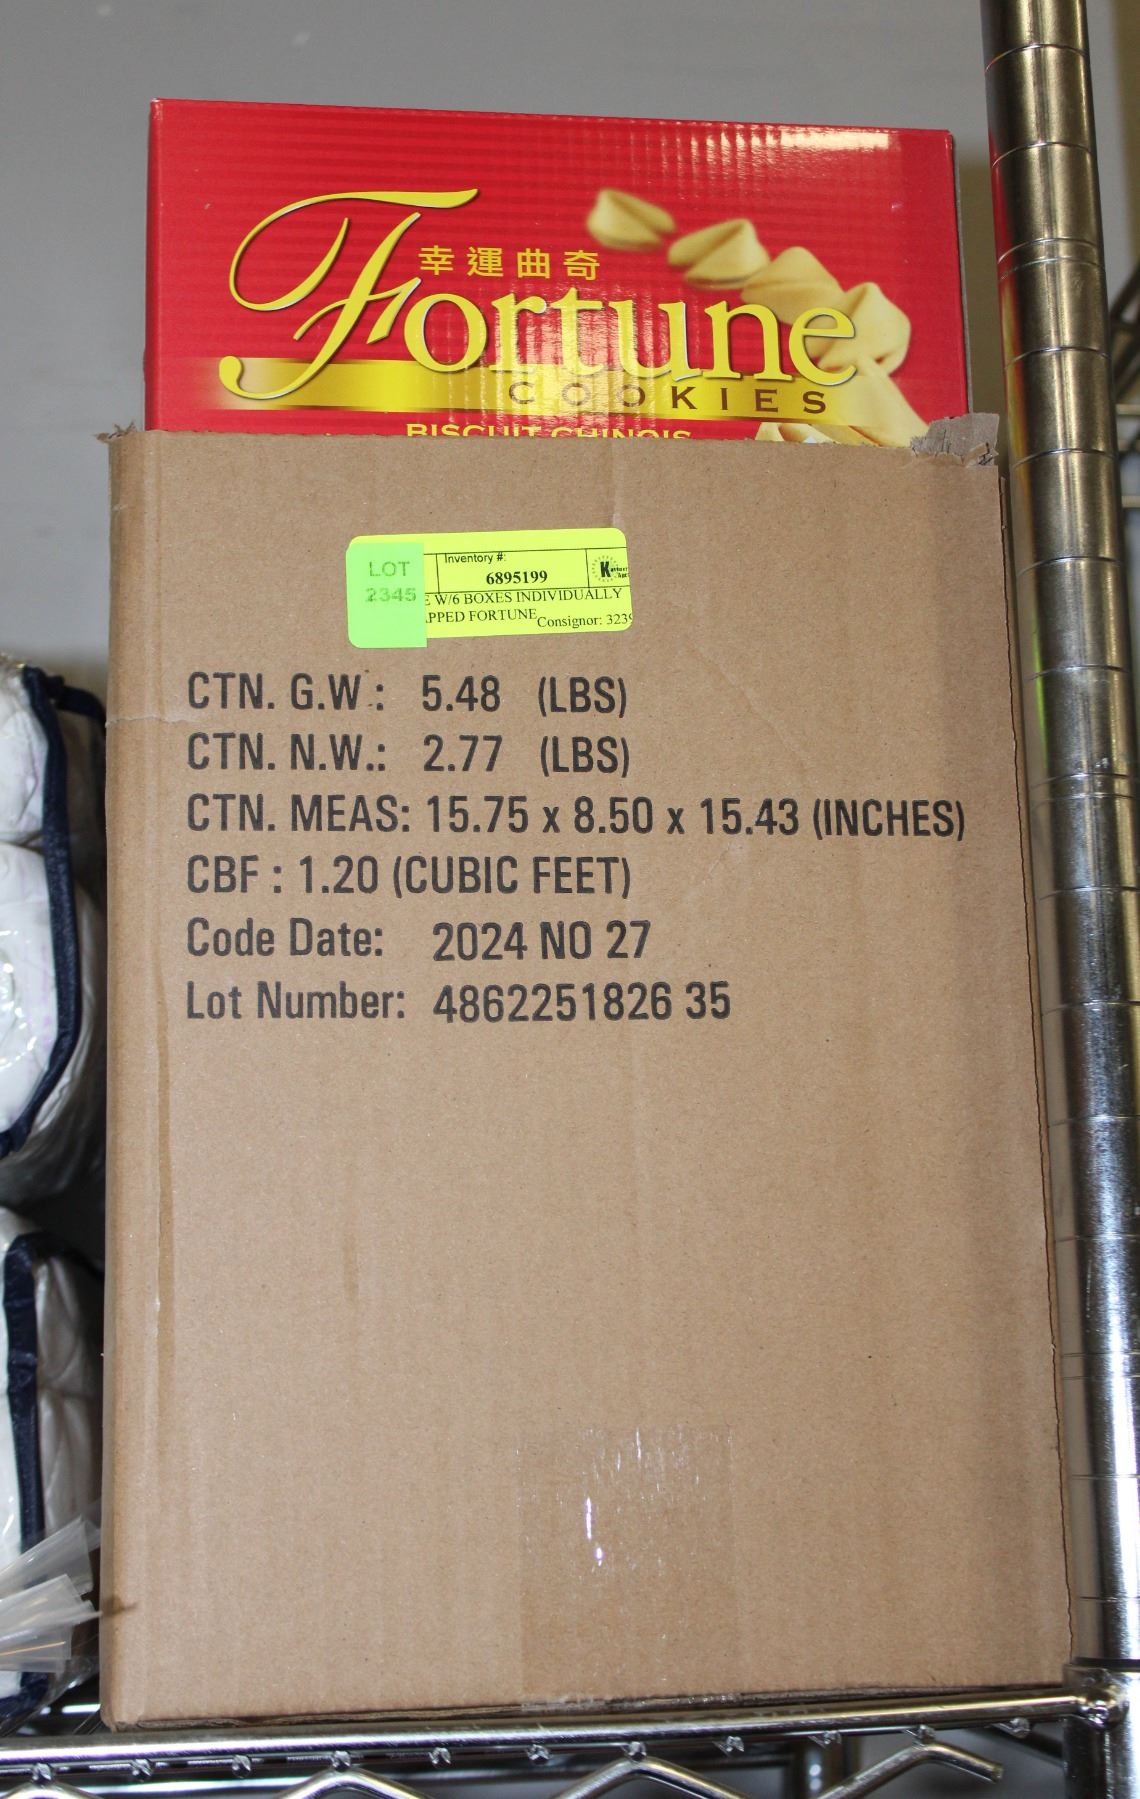 幸運曲奇
Fortune
COOKIES
BISCUIT CHINOIS
LOT
2345
Inventory #:
6895199
W/6 BOXES INDIVIDUALLY
FORTUNE
Consignor:
CTN. G.W.: 5.48 (LBS)
CTN. N.W.: 2.77 (LBS)
CTN. MEAS: 15.75 x 8.50 x 15.43 (INCHES)
CBF : 1.20 (CUBIC FEET)
Code Date: 2024 NO 27
Lot Number: 4862251826 35